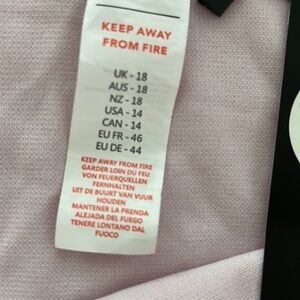 KEEP AWAY
FROM FIRE
UK - 18
AUS - 18
NZ - 18
USA - 14
CAN - 14
EU FR - 46
EU DE - 44
KEEP AWAY FROM FIRE
GARDER LOIN DU FEU
VON FEUERQUELLEN
FERNHALTEN
UIT DE BUURT VAN VUUR
HOUDEN
MANTENER LA PRENDA
ALEJADA DEL FUEGO
TENERE LONTANO DAL
FUOCO